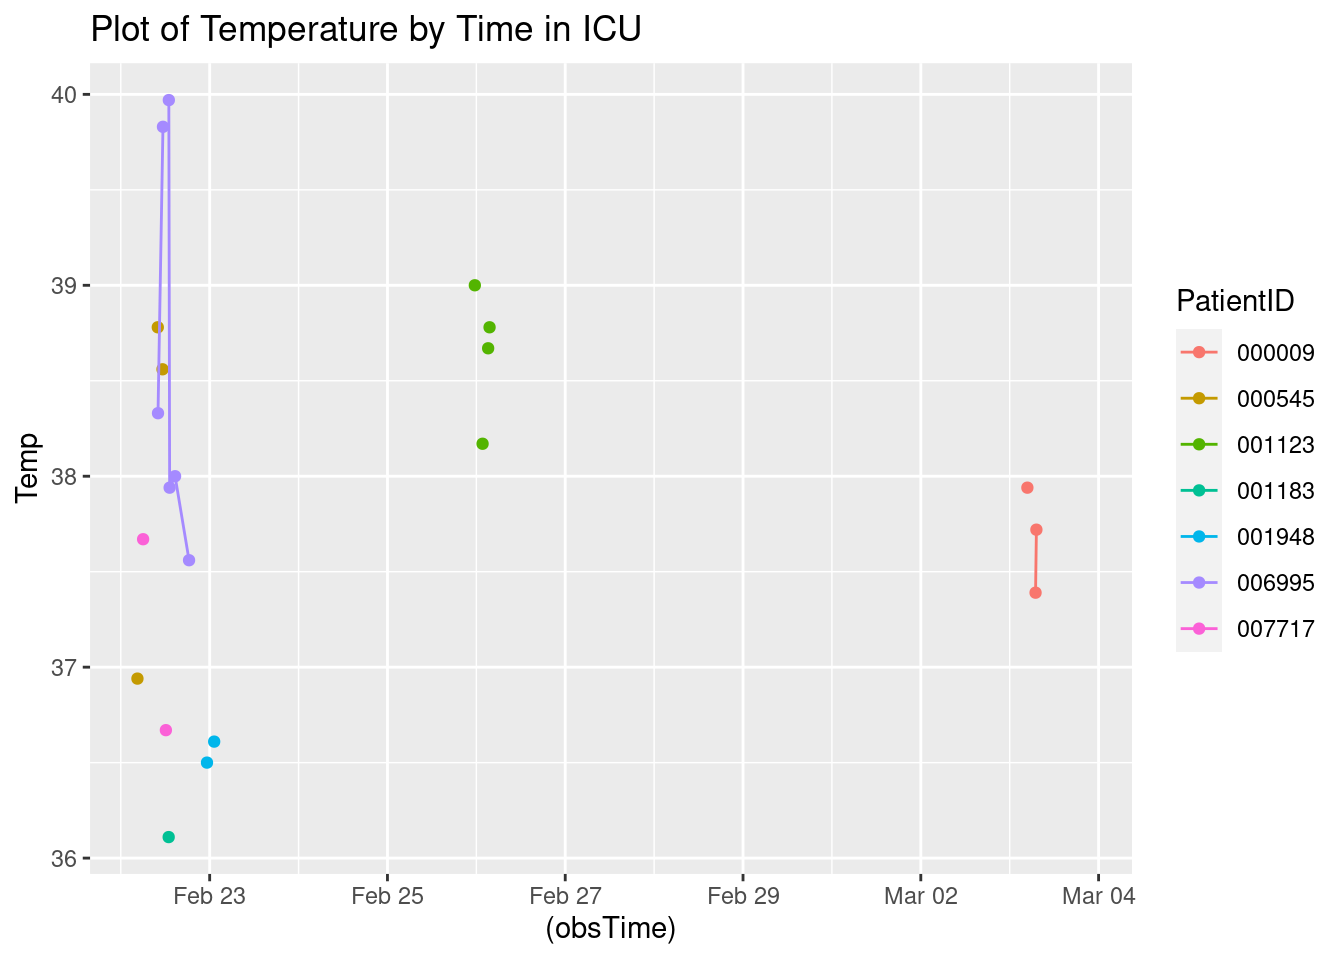 Plot of Temperature by Time in ICU
40
39
38
37
36
Temp
Feb 23 Feb 25 Feb 27 Feb 29 Mar 02 Mar 04
(obsTime)
PatientID
000009
000545
001123
001183
001948
006995
007717